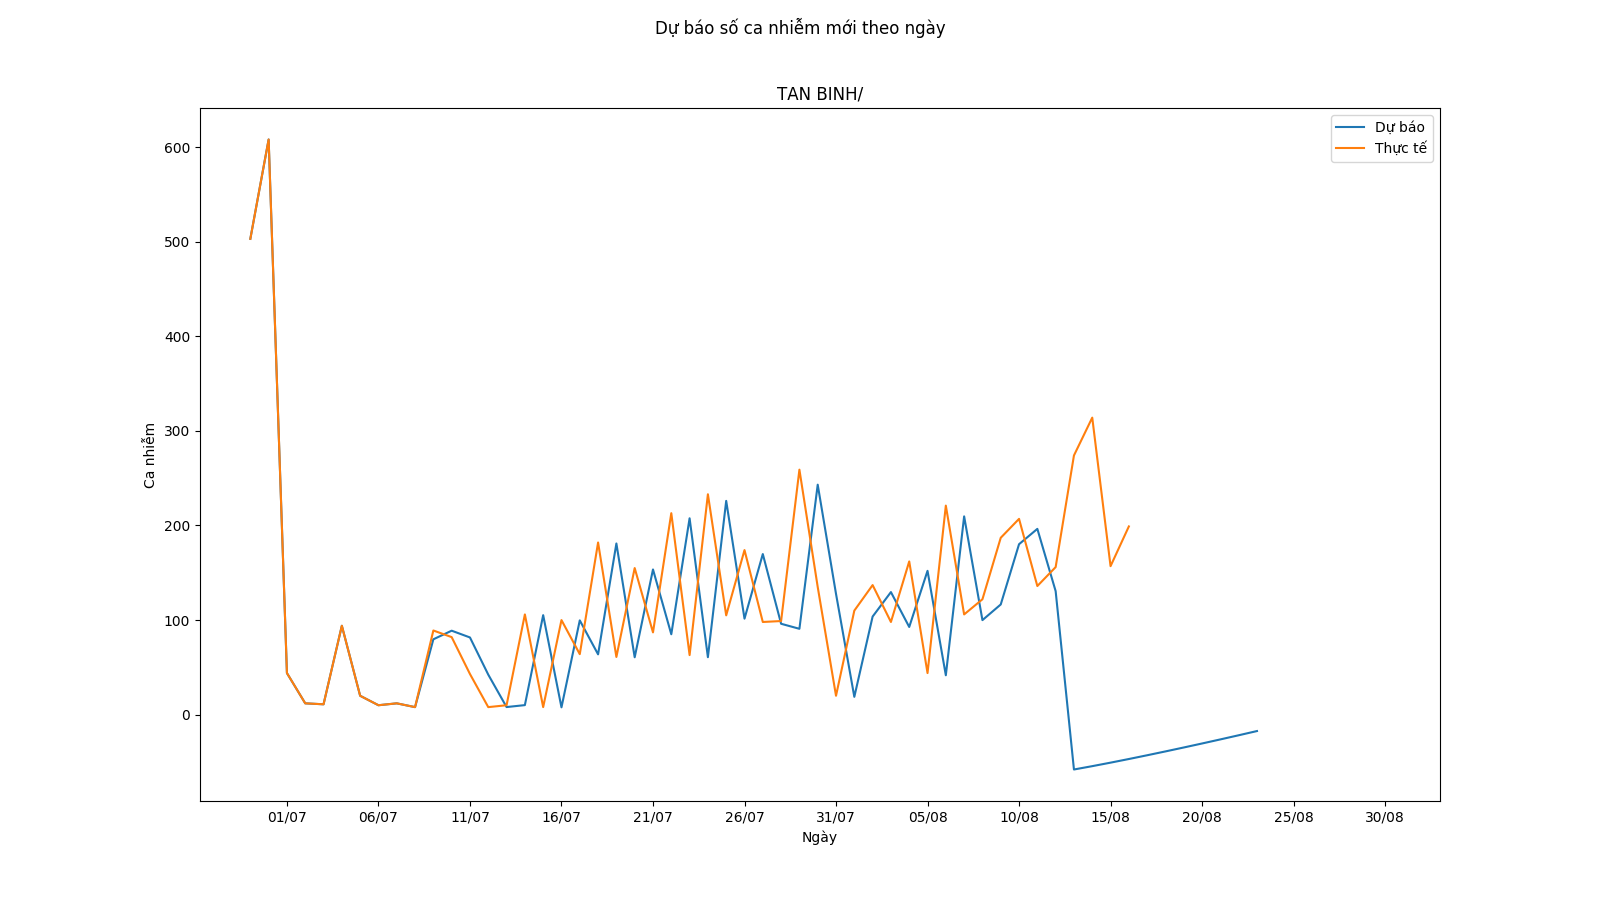 Dự báo số ca nhiễm mới theo ngày
TAN BINH/
Dự báo
Thực tế
600
500
400
300
200
100
0
Ca nhiễm
01/07 06/07 11/07 16/07 21/07 26/07 31/07 05/08 10/08 15/08 20/08 25/08 30/08
Ngày